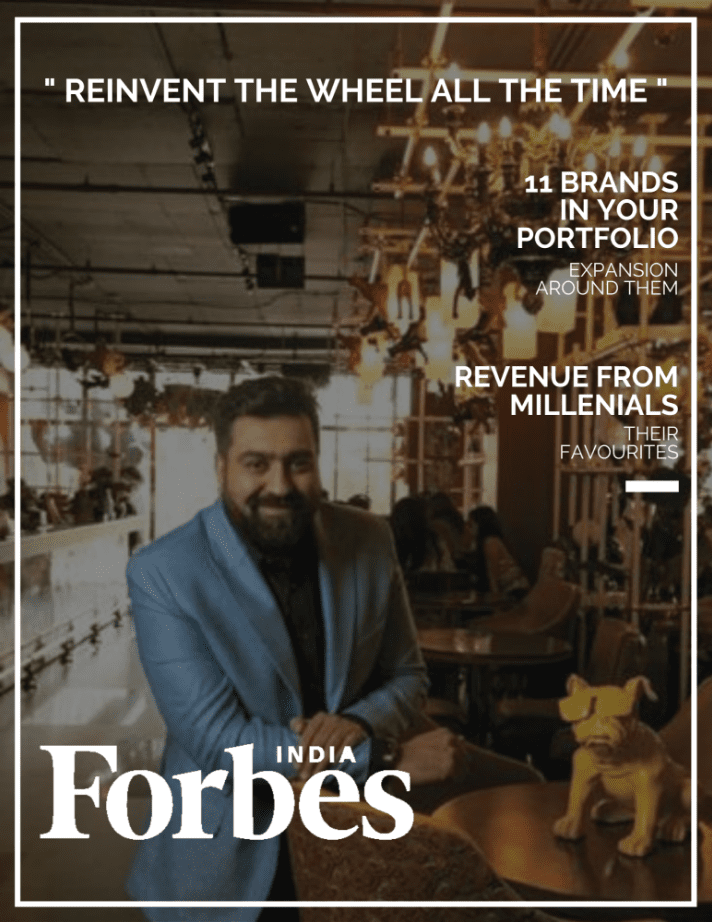 " REINVENT THE WHEEL ALL THE TIME "
11 BRANDS
IN YOUR
PORTFOLIO
EXPANSION
AROUND THEM
REVENUE FROM
MILLENIALS
THEIR
FAVOURITES
INDIA
Forbes